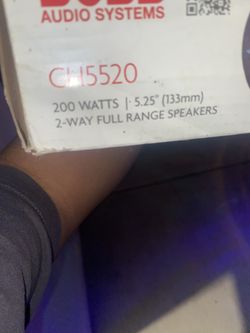 AUDIO SYSTEMS
CH5520
200 WATTS | 5.25" (133mm)
2-WAY FULL RANGE SPEAKERS